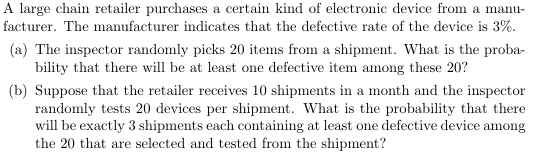 A large chain retailer purchases a certain kind of electronic device from a manu-
facturer. The manufacturer indicates that the defective rate of the device is 3%.
(a) The inspector randomly picks 20 items from a shipment. What is the proba-
bility that there will be at least one defective item among these 20?
(b) Suppose that the retailer receives 10 shipments in a month and the inspector
randomly tests 20 devices per shipment. What is the probability that there
will be exactly 3 shipments each containing at least one defective device among
the 20 that are selected and tested from the shipment?